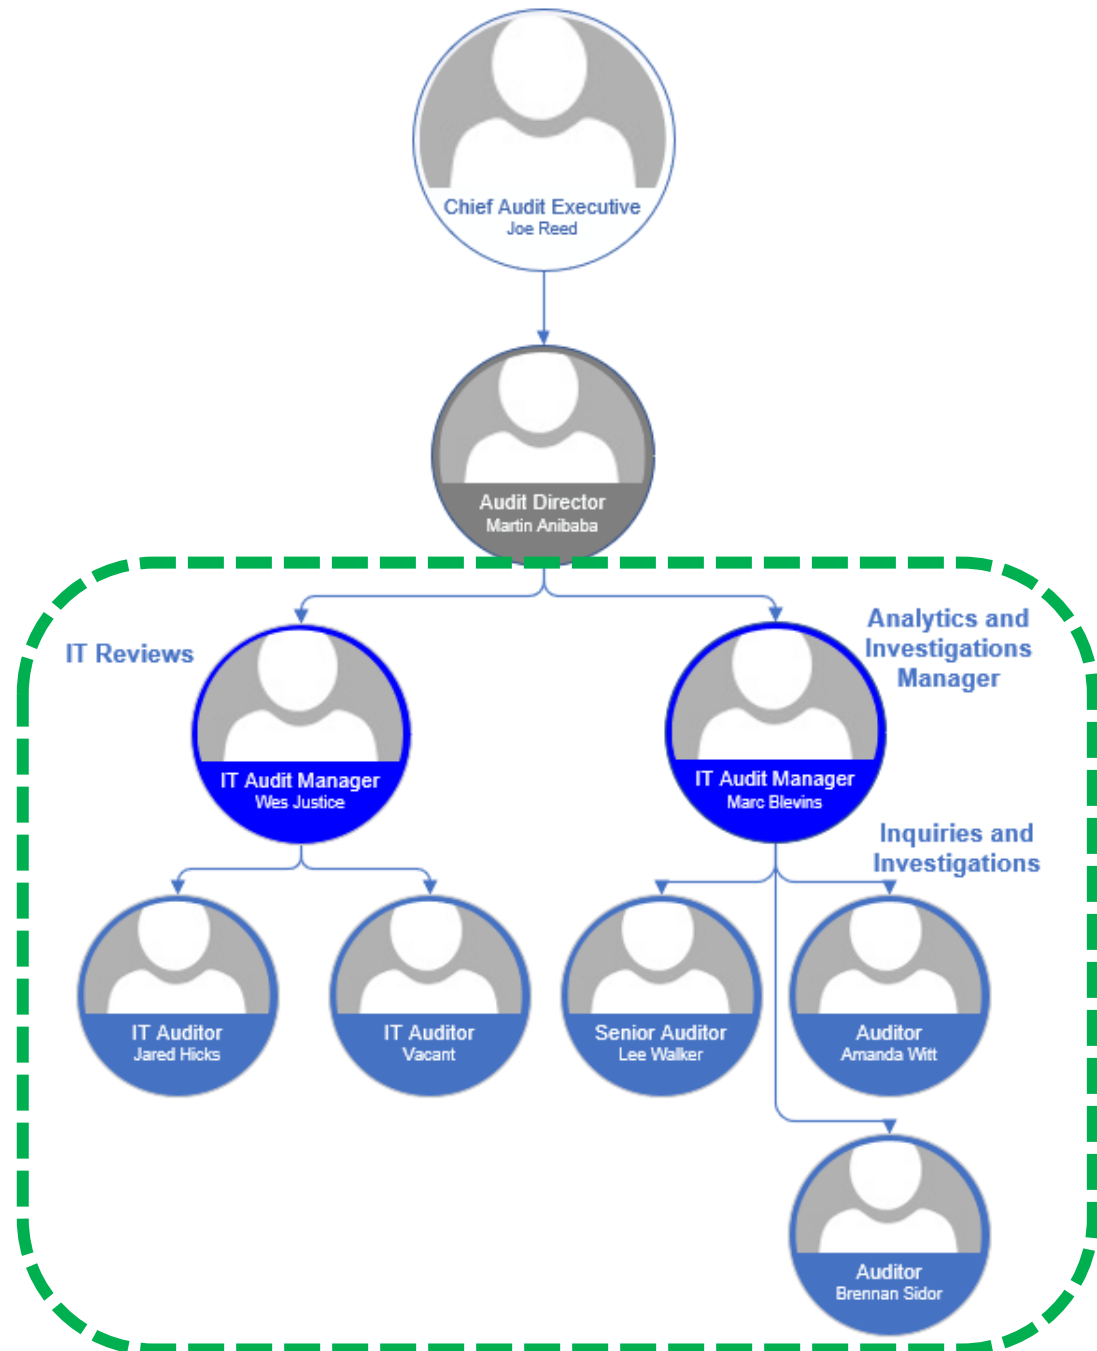 Chief Audit Executive
Joe Reed
Audit Director
Martin Anibaba
IT Reviews
Analytics and
Investigations
Manager
IT Audit Manager
Wes Justice
IT Audit Manager
Marc Blevins
Inquiries and
Investigations
IT Auditor
Jared Hicks
IT Auditor
Vacant
Senior Auditor
Lee Walker
Auditor
Amanda Witt
Auditor
Brennan Sidor